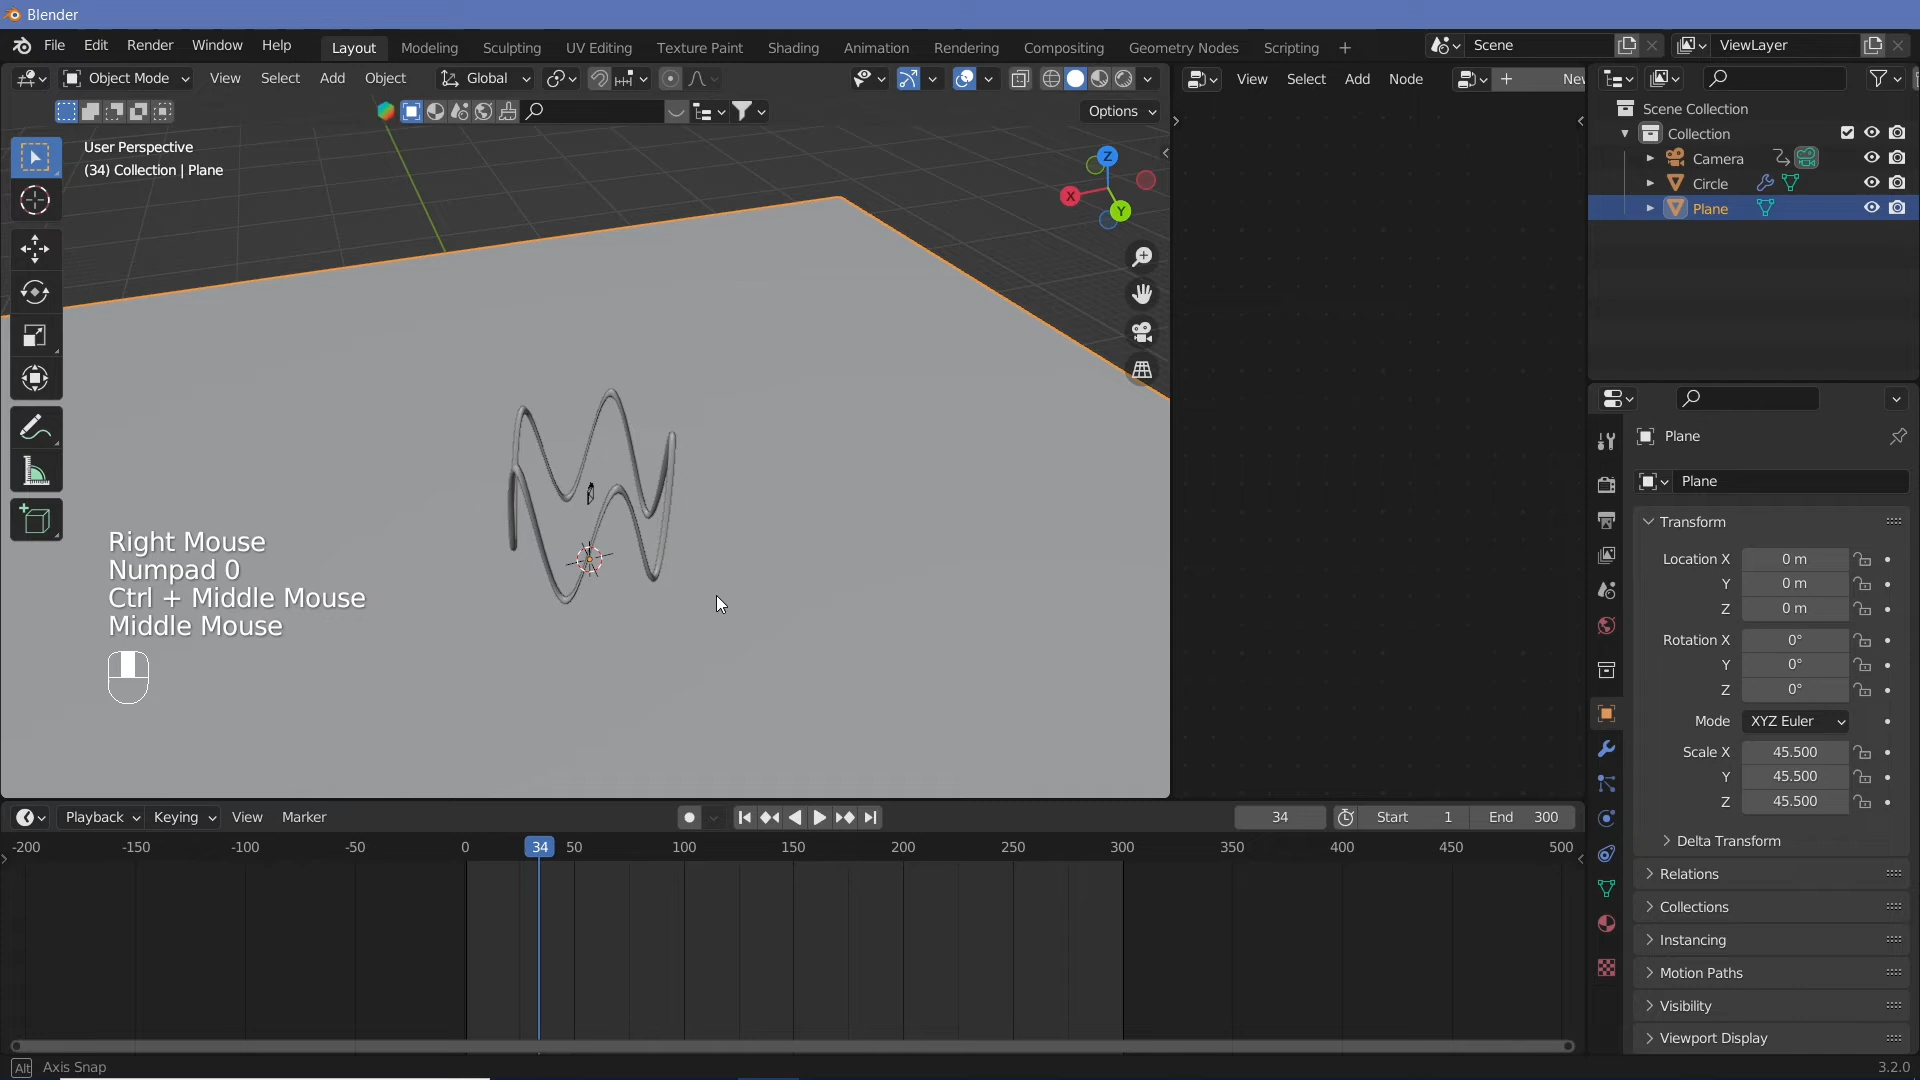 Blender
File Edit Render Window Help
Layout Modeling Sculpting UV Editing Texture Paint Shading Animation Rendering Compositing Geometry Nodes Scripting
Scene
ViewLayer
Object Mode View Select Add Object Global
View Select Add Node
Options
User Perspective
(34) Collection | Plane
Z
X
Y
Scene Collection
Collection
Camera
Circle
Plane
Right Mouse
Numpad 0
Ctrl + Middle Mouse
Middle Mouse
Plane
Plane
Transform
Location X 0 m
Y 0 m
Z 0 m
Rotation X 0°
Y 0°
Z 0°
Mode XYZ Euler
Scale X 45.500
Y 45.500
Z 45.500
Delta Transform
Relations
Collections
Instancing
Motion Paths
Visibility
Viewport Display
Playback Keying View Marker
34 Start 1 End 300
-200 -150 -100 -50 0 34 50 100 150 200 250 300 350 400 450 500
Alt Axis Snap
3.2.0